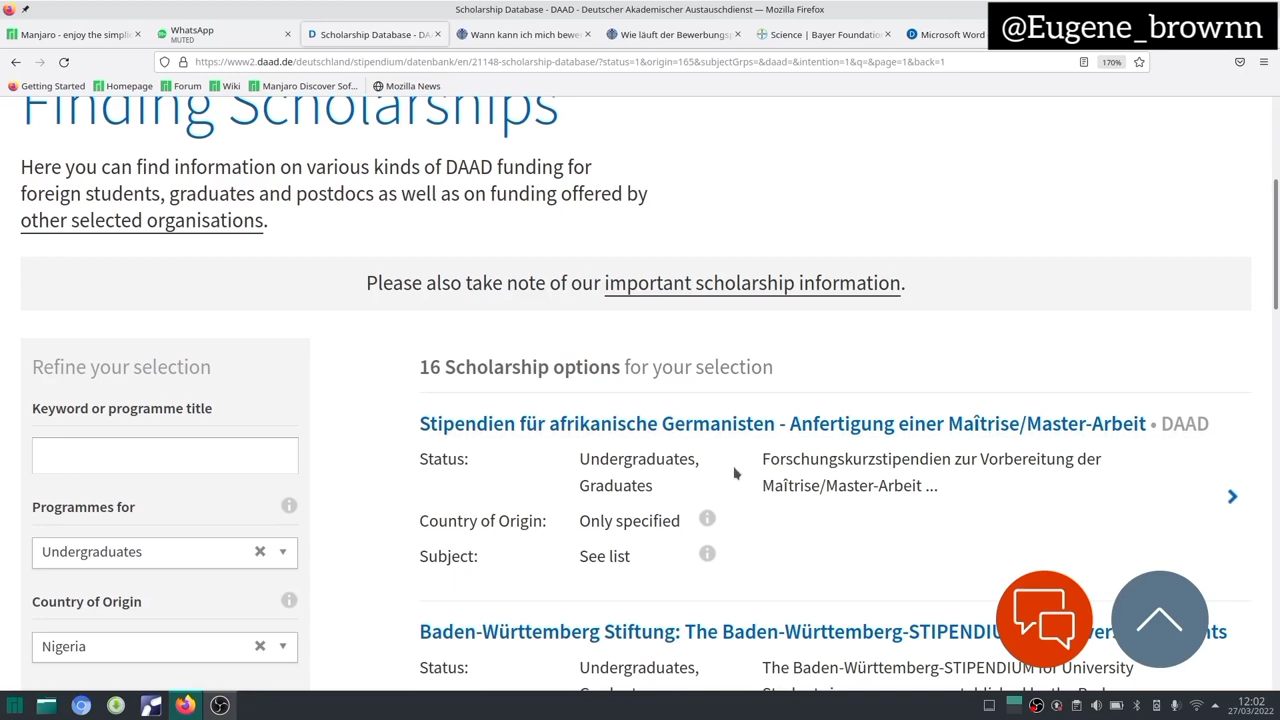 Scholarship Database - DAAD - Deutscher Akademischer Austauschdienst — Mozilla Firefox
@Eugene_brownn
Manjaro - enjoy the simpli
WhatsApp
MUTED
Scholarship Database - DA
Wann kann ich mich bewer
Wie läuft der Bewerbungsp
Science | Bayer Foundatio
Microsoft Word
https://www2.daad.de/deutschland/stipendium/datenbank/en/21148-scholarship-database/?status=1&origin=165&subjectGrps=&daad=&intention=1&q=&page=1&back=1
170%
Getting Started
Homepage
Forum
Wiki
Manjaro Discover Sof...
Mozilla News
Finding Scholarships
Here you can find information on various kinds of DAAD funding for
foreign students, graduates and postdocs as well as on funding offered by
other selected organisations.
Please also take note of our important scholarship information.
Refine your selection
Keyword or programme title
Programmes for
Undergraduates
Country of Origin
Nigeria
16 Scholarship options for your selection
Stipendien für afrikanische Germanisten - Anfertigung einer Maîtrise/Master-Arbeit • DAAD
Status:
Undergraduates,
Graduates
Forschungskurzstipendien zur Vorbereitung der
Maîtrise/Master-Arbeit ...
Country of Origin:
Only specified
Subject:
See list
Baden-Württemberg Stiftung: The Baden-Württemberg-STIPENDIU
Status:
Undergraduates,
The Baden-Württemberg-STIPENDIUM for University
12:02
27/03/2022